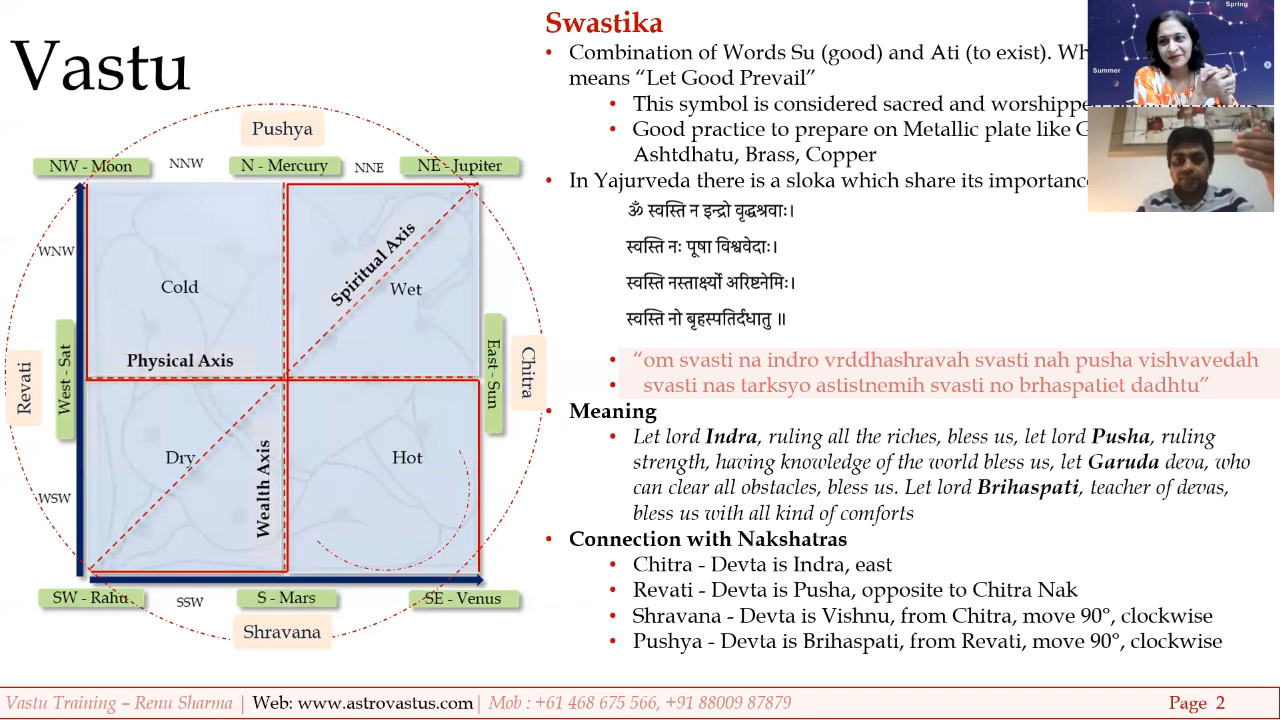 Vastu
Pushya
NW - Moon
NNW
N - Mercury
NNE
NE - Jupiter
WNW
Cold
Spiritual Axis
Wet
Physical Axis
Revati
West - Sat
East - Sun
Chitra
Dry
Wealth Axis
Hot
WSW
SW - Rahu
SSW
S - Mars
SE - Venus
Shravana
Swastika
• Combination of Words Su (good) and Ati (to exist).
means “Let Good Prevail”
• This symbol is considered sacred and
• Good practice to prepare on Metallic plate like
Ashtdhatu, Brass, Copper
• In Yajurveda there is a sloka which share its
ॐ स्वस्ति न इन्द्रो वृद्धश्रवाः।
स्वस्ति नः पूषा विश्ववेदाः।
स्वस्ति नस्तार्क्ष्यो अरिष्टनेमिः।
स्वस्ति नो बृहस्पतिर्दधातु ॥
• “om svasti na indro vrddhashravah svasti nah pusha vishvavedah
• svasti nas tarksyo astistnemih svasti no brhaspatiet dadhtu”
• Meaning
• Let lord Indra, ruling all the riches, bless us, let lord Pusha, ruling
strength, having knowledge of the world bless us, let Garuda deva, who
can clear all obstacles, bless us. Let lord Brihaspati, teacher of devas,
bless us with all kind of comforts
• Connection with Nakshatras
• Chitra - Devta is Indra, east
• Revati - Devta is Pusha, opposite to Chitra Nak
• Shravana - Devta is Vishnu, from Chitra, move 90°, clockwise
• Pushya - Devta is Brihaspati, from Revati, move 90°, clockwise
Spring
Summer
Vastu Training – Renu Sharma | Web: www.astrovastus.com | Mob : +61 468 675 566, +91 88009 87879
Page 2